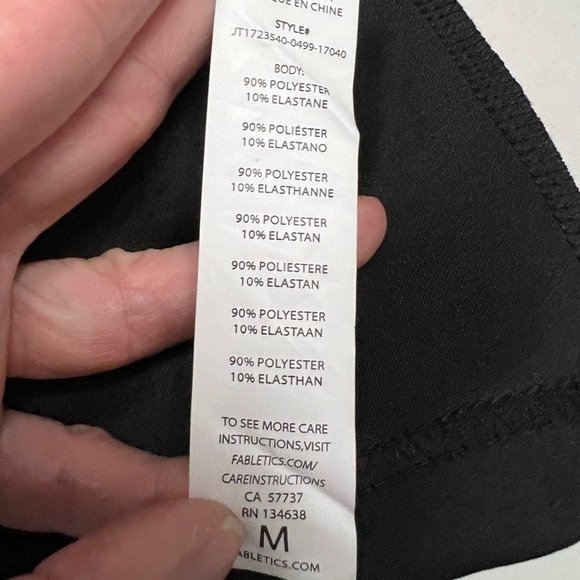 EN CHINE
STYLE#
JT1723540-0499-17040
BODY:
90% POLYESTER
10% ELASTANE
90% POLIÉSTER
10% ELASTANO
90% POLYESTER
10% ELASTHANNE
90% POLYESTER
10% ELASTAN
90% POLIESTERE
10% ELASTAN
90% POLYESTER
10% ELASTAAN
90% POLYESTER
10% ELASTHAN
TO SEE MORE CARE
INSTRUCTIONS,VISIT
FABLETICS.COM/
CAREINSTRUCTIONS
CA 57737
RN 134638
M
ABLETICS.COM